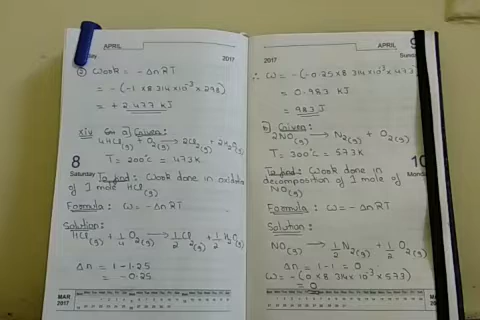 APRIL
2017
② Work = -ΔnRT
= -(-1 × 8.314×10⁻³ × 298)
= + 2.477 kJ
xiv a) Given:
4HCl(g) + O₂(g) → 2Cl₂(g) + 2H₂O(g)
T = 200°C = 473K
8
Saturday
To find : Work done in
of 1 mole HCl(g)
Formula : W = -ΔnRT
Solution:
HCl(g) + 1/4 O₂(g) → 1/2 Cl₂(g) + 1/2 H₂O(g)
Δn = 1-1.25
= -0.25
MAR
2017
9
APRIL
2017
∴ W = -(-0.25×8.314×10⁻³×473
= 0.983 kJ
= 983 J
b) Given:
2NO(g) → N₂(g) + O₂(g)
T = 300°C = 573K
10
To find : Work done in
decomposition of 1 mole of
NO(g)
Formula : W = -ΔnRT
Solution :
NO(g) → 1/2 N₂(g) + 1/2 O₂(g)
Δn = 1-1 = 0
W = -(0×8.314×10⁻³×573)
= 0
MAR
2017